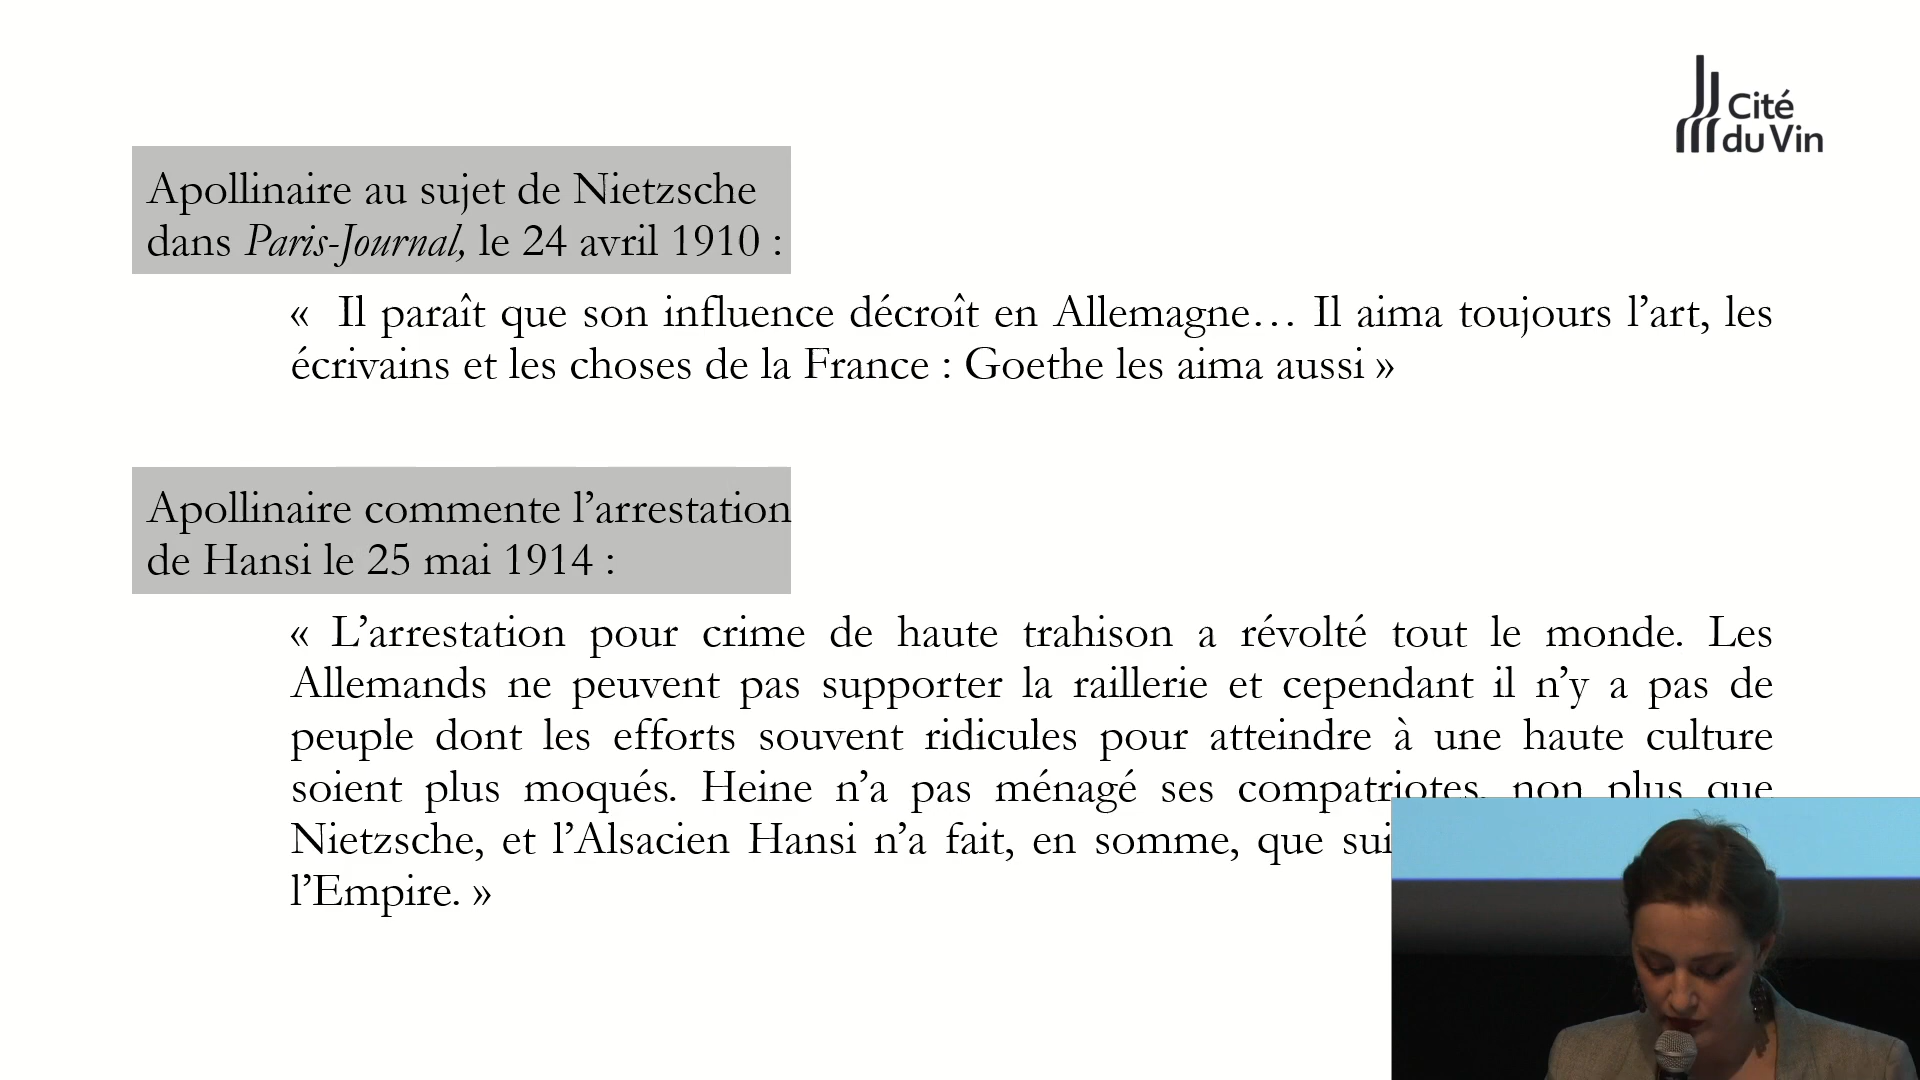 Cité
du Vin
Apollinaire au sujet de Nietzsche
dans Paris-Journal, le 24 avril 1910 :
«  Il paraît que son influence décroît en Allemagne… Il aima toujours l’art, les
écrivains et les choses de la France : Goethe les aima aussi »
Apollinaire commente l’arrestation
de Hansi le 25 mai 1914 :
« L’arrestation pour crime de haute trahison a révolté tout le monde. Les
Allemands ne peuvent pas supporter la raillerie et cependant il n’y a pas de
peuple dont les efforts souvent ridicules pour atteindre à une haute culture
soient plus moqués. Heine n’a pas ménagé ses compatriotes, non plus que
Nietzsche, et l’Alsacien Hansi n’a fait, en somme, que
l’Empire. »